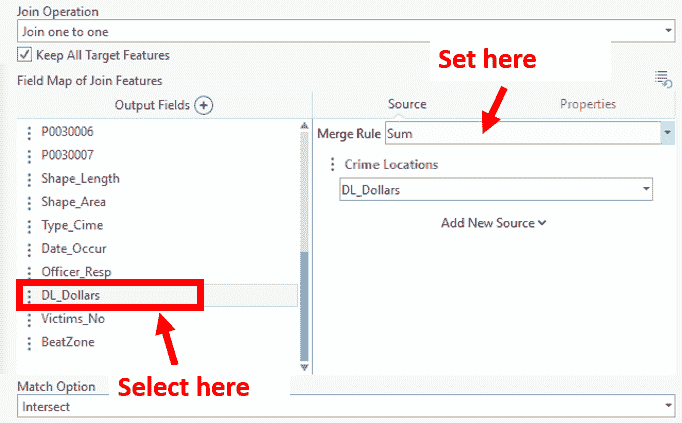 Join Operation
Join one to one
Keep All Target Features
Set here
Field Map of Join Features
Output Fields
Source
Properties
P0030006
P0030007
Shape_Length
Shape_Area
Type_Cime
Date_Occur
Officer_Resp
DL_Dollars
Victims_No
BeatZone
Merge Rule Sum
Crime Locations
DL_Dollars
Add New Source
Select here
Match Option
Intersect